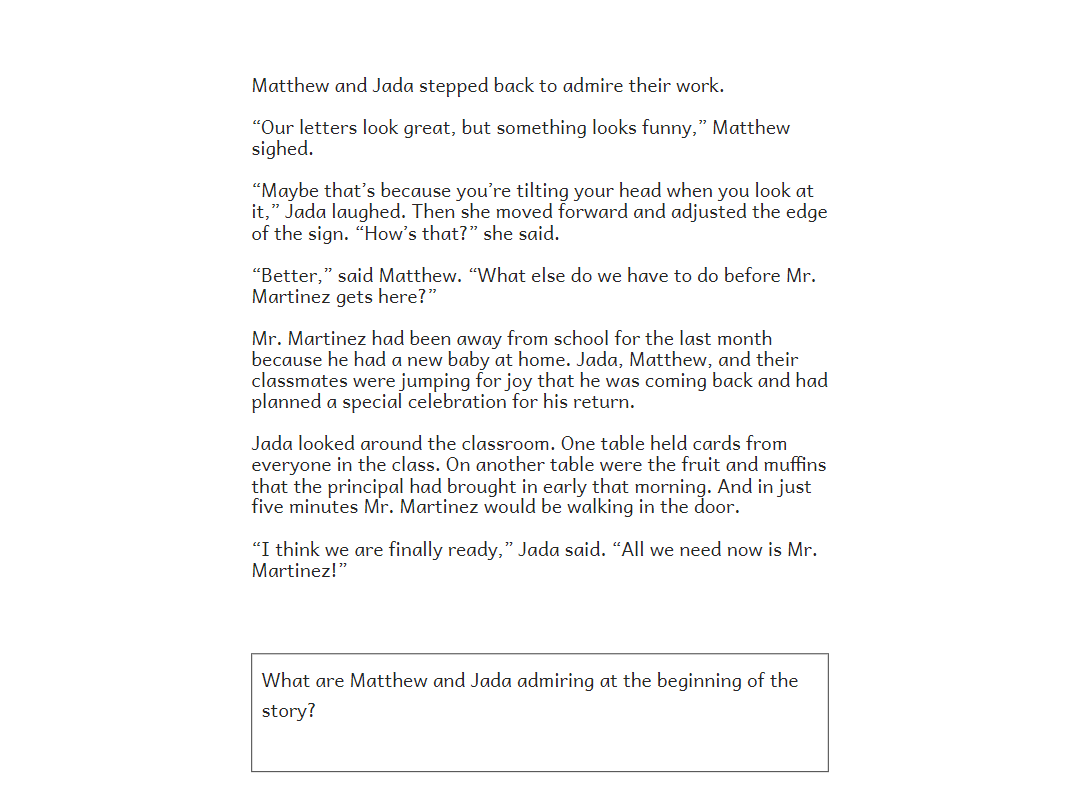 Matthew and Jada stepped back to admire their work.
“Our letters look great, but something looks funny,” Matthew
sighed.
“Maybe that’s because you’re tilting your head when you look at
it,” Jada laughed. Then she moved forward and adjusted the edge
of the sign. “How’s that?” she said.
“Better,” said Matthew. “What else do we have to do before Mr.
Martinez gets here?”
Mr. Martinez had been away from school for the last month
because he had a new baby at home. Jada, Matthew, and their
classmates were jumping for joy that he was coming back and had
planned a special celebration for his return.
Jada looked around the classroom. One table held cards from
everyone in the class. On another table were the fruit and muffins
that the principal had brought in early that morning. And in just
five minutes Mr. Martinez would be walking in the door.
“I think we are finally ready,” Jada said. “All we need now is Mr.
Martinez!”
What are Matthew and Jada admiring at the beginning of the
story?